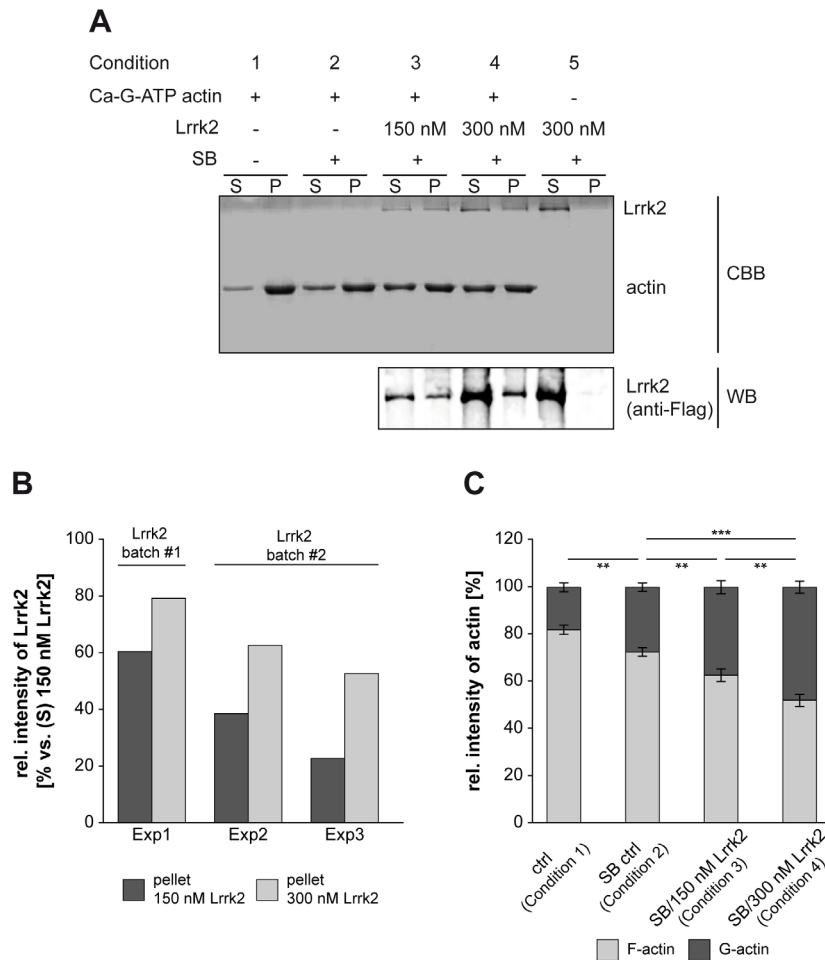 A
Condition 1 2 3 4 5
Ca-G-ATP actin + + + + -
Lrrk2 - - 150 nM 300 nM 300 nM
SB - + + + +
S P S P S P S P S P
Lrrk2
actin
CBB
Lrrk2
(anti-Flag)
WB
B
rel. intensity of Lrrk2
[% vs. (S) 150 nM Lrrk2]
100
80
60
40
20
0
Lrrk2
batch #1
Lrrk2
batch #2
Exp1 Exp2 Exp3
pellet
150 nM Lrrk2
pellet
300 nM Lrrk2
C
rel. intensity of actin [%]
120
100
80
60
40
20
0
***
** ** **
ctrl
(Condition 1)
SB ctrl
(Condition 2)
SB/150 nM Lrrk2
(Condition 3)
SB/300 nM Lrrk2
(Condition 4)
F-actin G-actin